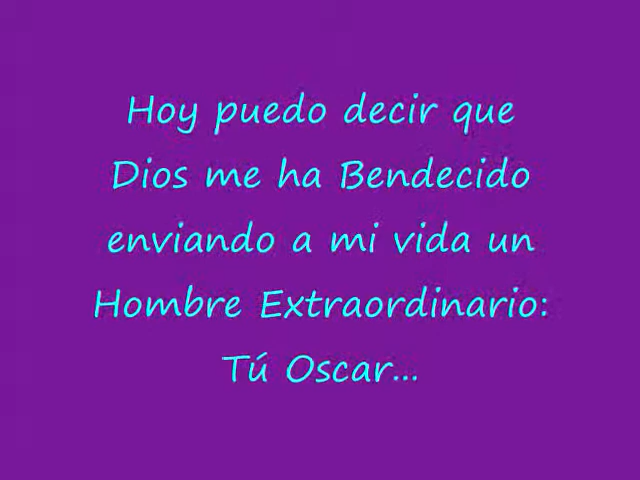 Hoy puedo decir que
Dios me ha Bendecido
enviando a mi vida un
Hombre Extraordinario:
Tú Oscar...